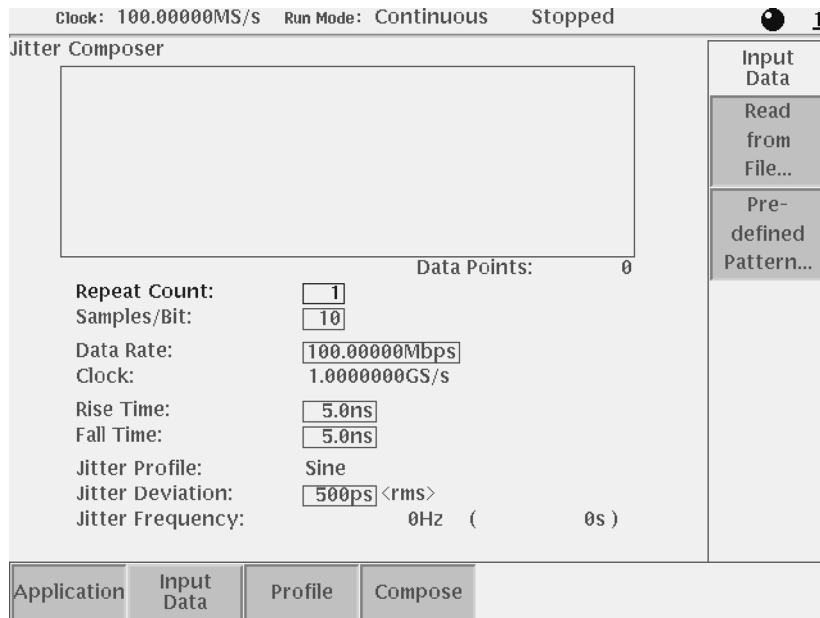 Clock: 100.00000MS/s Run Mode: Continuous Stopped 1
Jitter Composer
Input
Data
Read
from
File...
Pre-
defined
Pattern...
Data Points: 0
Repeat Count: 1
Samples/Bit: 10
Data Rate: 100.00000Mbps
Clock: 1.0000000GS/s
Rise Time: 5.0ns
Fall Time: 5.0ns
Jitter Profile: Sine
Jitter Deviation: 500ps <rms>
Jitter Frequency: 0Hz ( 0s )
Application
Input
Data
Profile
Compose